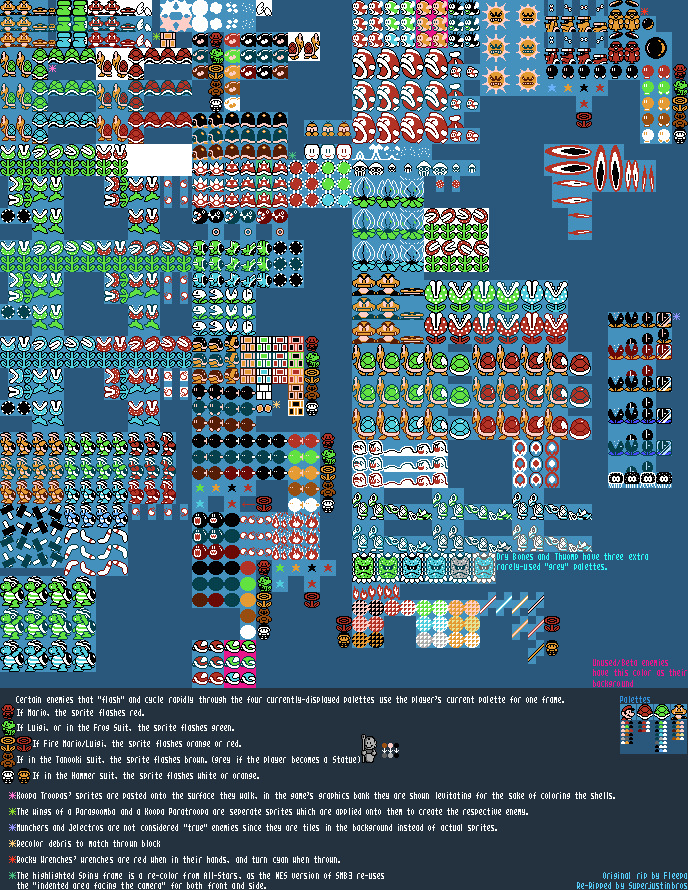 Dry Bones and Thwomp have three extra
rarely-used "grey" palettes.
Unused/Beta enemies
have this color as their
background
Certain enemies that "flash" and cycle rapidly through the four currently-displayed palettes use the player's current palette for one frame.
Palettes
If Mario, the sprite flashes red.
If Luigi, or in the Frog Suit, the sprite flashes green.
If Fire Mario/Luigi, the sprite flashes orange or red.
If in the Tanooki suit, the sprite flashes brown. (grey if the player becomes a Statue)
If in the Hammer suit, the sprite flashes white or orange.
*Koopa Troopas' sprites are pasted onto the surface they walk, in the game's graphics bank they are shown levitating for the sake of coloring the shells.
*The wings of a Paragoomba and a Koopa Paratroopa are seperate sprites which are applied onto them to create the respective enemy.
*Munchers and Jelectros are not considered "true" enemies since they are tiles in the background instead of actual sprites.
*Recolor debris to match thrown block
*Rocky Wrenches' wrenches are red when in their hands, and turn cyan when thrown.
*The highlighted Spiny frame is a re-color from All-Stars, as the NES version of SMB3 re-uses
the "indented area facing the camera" for both front and side.
Original rip by Fleepa
Re-Ripped by Superjustinbros